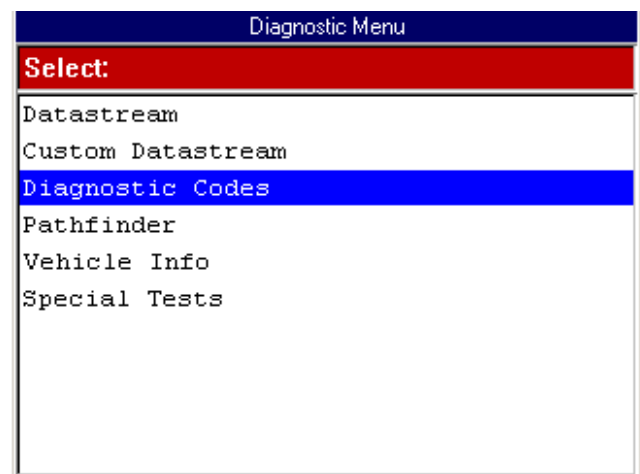 Diagnostic Menu
Select:
Datastream
Custom Datastream
Diagnostic Codes
Pathfinder
Vehicle Info
Special Tests